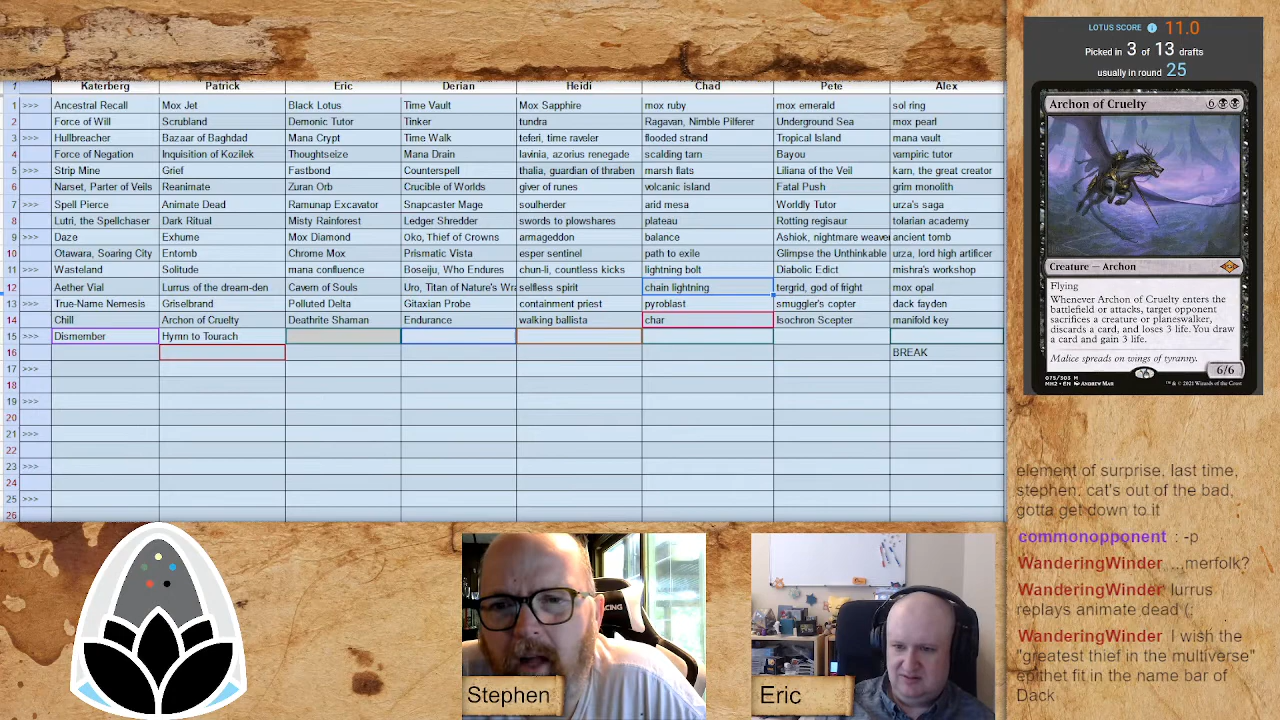 LOTUS SCORE i 11.0
Picked in 3 of 13 drafts
usually in round 25
1 Katerberg Patrick Eric Derian Heidi Chad Pete Alex
1 >>> Ancestral Recall Mox Jet Black Lotus Time Vault Mox Sapphire mox ruby mox emerald sol ring
2 Force of Will Scrubland Demonic Tutor Tinker tundra Ragavan, Nimble Pilferer Underground Sea mox pearl
3 >>> Hullbreacher Bazaar of Baghdad Mana Crypt Time Walk teferi, time raveler flooded strand Tropical Island mana vault
4 Force of Negation Inquisition of Kozilek Thoughtseize Mana Drain lavinia, azorius renegade scalding tarn Bayou vampiric tutor
5 >>> Strip Mine Grief Fastbond Counterspell thalia, guardian of thraben marsh flats Liliana of the Veil karn, the great creator
6 Narset, Parter of Veils Reanimate Zuran Orb Crucible of Worlds giver of runes volcanic island Fatal Push grim monolith
7 >>> Spell Pierce Animate Dead Ramunap Excavator Snapcaster Mage soulherder arid mesa Worldly Tutor urza's saga
8 Lutri, the Spellchaser Dark Ritual Misty Rainforest Ledger Shredder swords to plowshares plateau Rotting regisaur tolarian academy
9 >>> Daze Exhume Mox Diamond Oko, Thief of Crowns armageddon balance Ashiok, nightmare weaver ancient tomb
10 Otawara, Soaring City Entomb Chrome Mox Prismatic Vista esper sentinel path to exile Glimpse the Unthinkable urza, lord high artificer
11 >>> Wasteland Solitude mana confluence Boseiju, Who Endures chun-li, countless kicks lightning bolt Diabolic Edict mishra's workshop
12 Aether Vial Lurrus of the dream-den Cavern of Souls Uro, Titan of Nature's Wra selfless spirit chain lightning tergrid, god of fright mox opal
13 >>> True-Name Nemesis Griselbrand Polluted Delta Gitaxian Probe containment priest pyroblast smuggler's copter dack fayden
14 Chill Archon of Cruelty Deathrite Shaman Endurance walking ballista char Isochron Scepter manifold key
15 >>> Dismember Hymn to Tourach
16 BREAK
17 >>>
18
19 >>>
20
21 >>>
22
23 >>>
24
25 >>>
26
Archon of Cruelty 6
Creature — Archon
Flying
Whenever Archon of Cruelty enters the
battlefield or attacks, target opponent
sacrifices a creature or planeswalker,
discards a card, and loses 3 life. You draw
a card and gain 3 life.
Malice spreads on wings of tyranny.
6/6
075/303 M
MH2 • EN ANDREW MAR
™ & © 2021 Wizards of the Coast
element of surprise, last time,
stephen. cat's out of the bad,
gotta get down to it
commonopponent : -p
WanderingWinder ...merfolk?
WanderingWinder lurrus
replays animate dead (;
WanderingWinder I wish the
"greatest thief in the multiverse"
epithet fit in the name bar of
Dack
Stephen
Eric